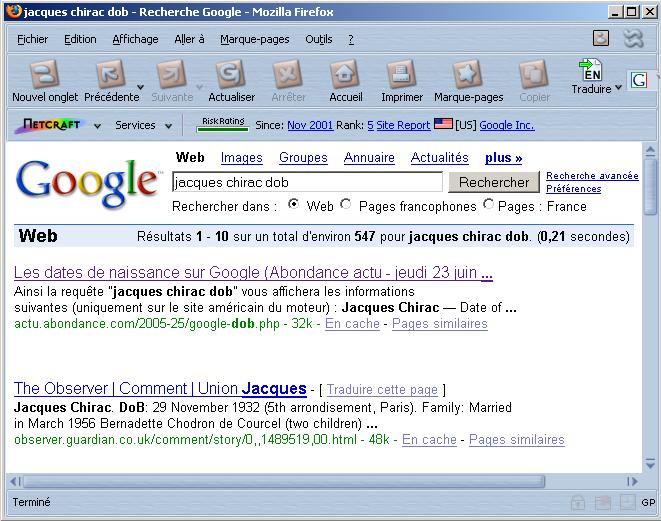 jacques chirac dob - Recherche Google - Mozilla Firefox
Fichier Edition Affichage Aller à Marque-pages Outils ?
EN
Nouvel onglet Précédente Suivante Actualiser Arrêter Accueil Imprimer Marque-pages Copier Traduire G
NETCRAFT Services Risk Rating Since: Nov 2001 Rank: 5 Site Report [US] Google Inc.
Web Images Groupes Annuaire Actualités plus »
Google™ jacques chirac dob Rechercher Recherche avancée
Préférences
Rechercher dans : Web Pages francophones Pages : France
Web Résultats 1 - 10 sur un total d'environ 547 pour jacques chirac dob. (0,21 secondes)
Les dates de naissance sur Google (Abondance actu - jeudi 23 juin ...
Ainsi la requête "jacques chirac dob" vous affichera les informations
suivantes (uniquement sur le site américain du moteur) : Jacques Chirac — Date of ...
actu.abondance.com/2005-25/google-dob.php - 32k - En cache - Pages similaires
The Observer | Comment | Union Jacques - [ Traduire cette page ]
Jacques Chirac. DoB: 29 November 1932 (5th arrondisement, Paris). Family: Married
in March 1956 Bernadette Chodron de Courcel (two children) ...
observer.guardian.co.uk/comment/story/0,,1489519,00.html - 48k - En cache - Pages similaires
Terminé GP